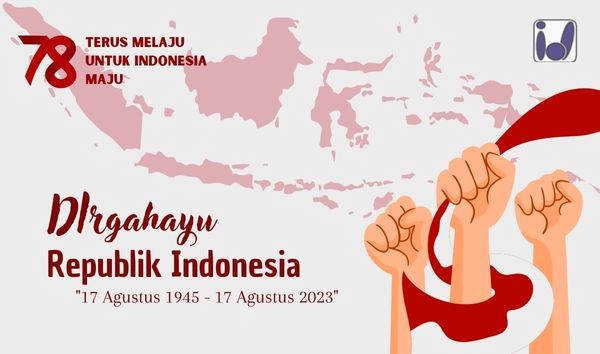 78
TERUS MELAJU
UNTUK INDONESIA
MAJU
DIrgahayu
Republik Indonesia
"17 Agustus 1945 - 17 Agustus 2023"